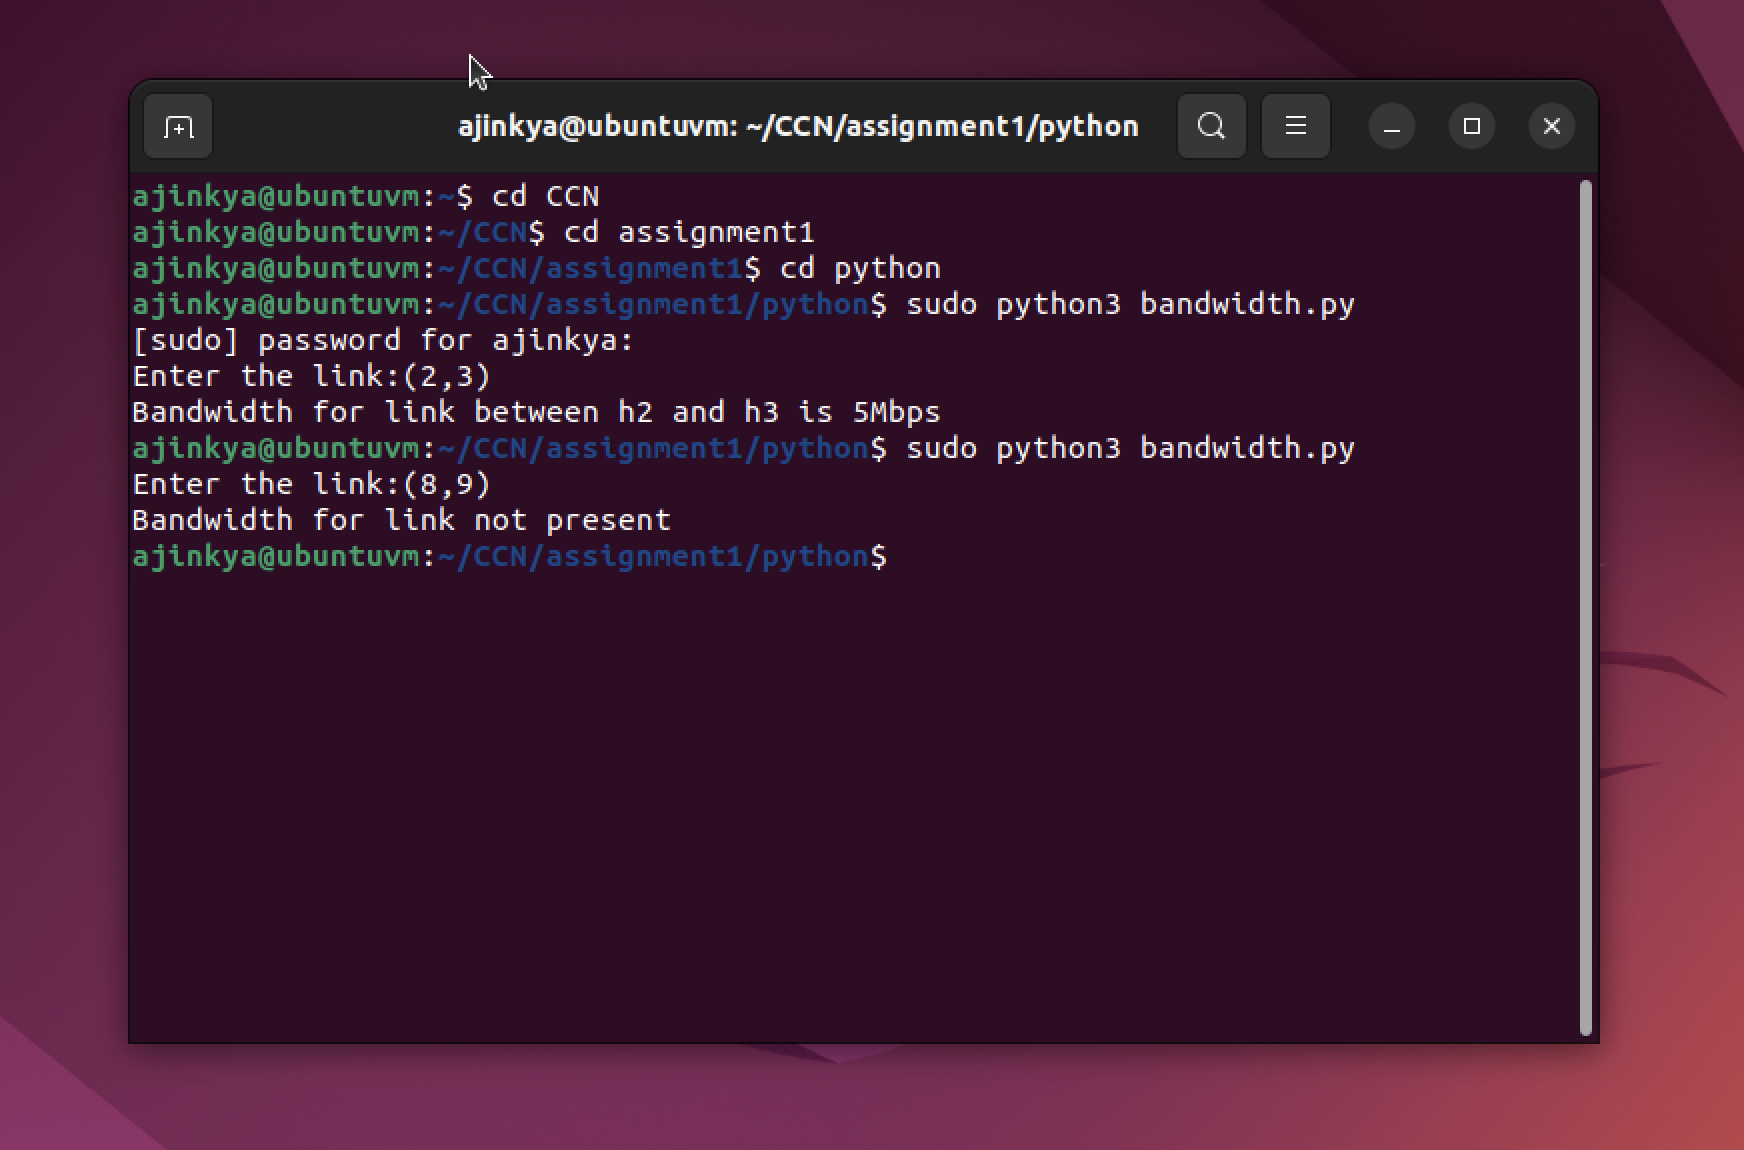 ajinkya@ubuntuvm: ~/CCN/assignment1/python
ajinkya@ubuntuvm:~$ cd CCN
ajinkya@ubuntuvm:~/CCN$ cd assignment1
ajinkya@ubuntuvm:~/CCN/assignment1$ cd python
ajinkya@ubuntuvm:~/CCN/assignment1/python$ sudo python3 bandwidth.py
[sudo] password for ajinkya:
Enter the link:(2,3)
Bandwidth for link between h2 and h3 is 5Mbps
ajinkya@ubuntuvm:~/CCN/assignment1/python$ sudo python3 bandwidth.py
Enter the link:(8,9)
Bandwidth for link not present
ajinkya@ubuntuvm:~/CCN/assignment1/python$